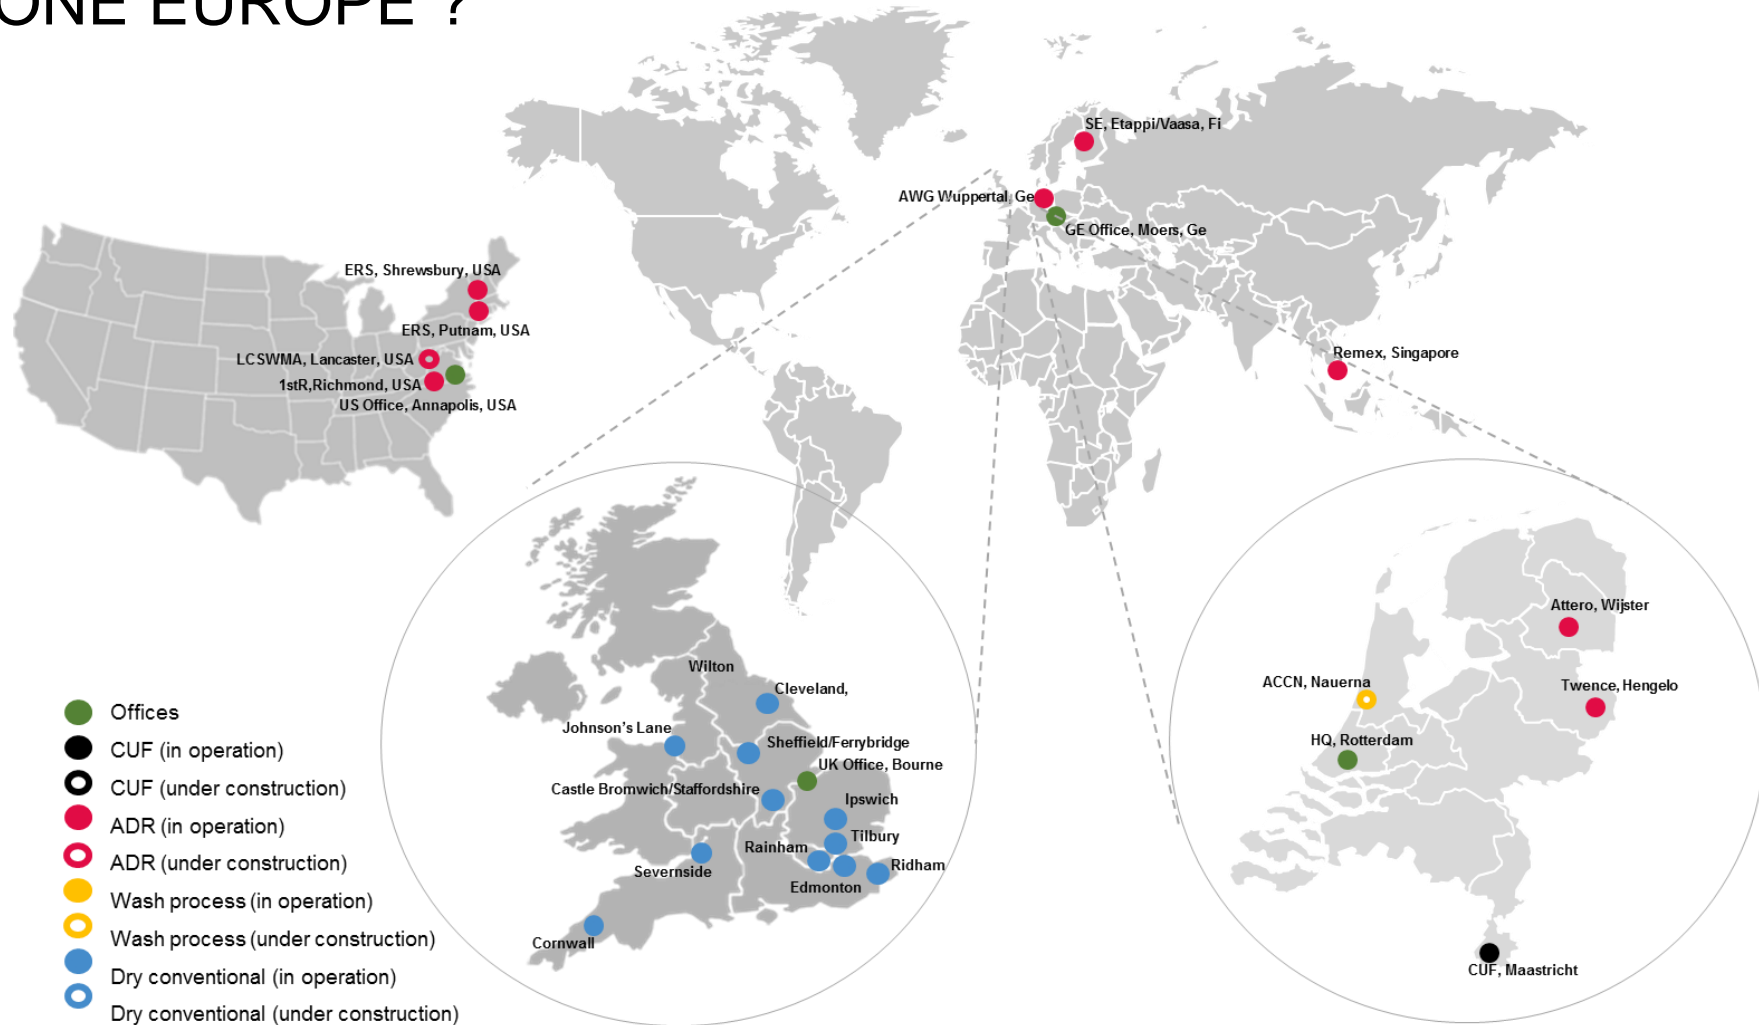 ONE EUROPE ?
SE, Etappi/Vaasa, Fi
AWG Wuppertal, Ge
GE Office, Moers, Ge
ERS, Shrewsbury, USA
ERS, Putnam, USA
LCSWMA, Lancaster, USA
1stR,Richmond, USA
US Office, Annapolis, USA
Remex, Singapore
Wilton
Cleveland,
Johnson's Lane
Sheffield/Ferrybridge
UK Office, Bourne
Castle Bromwich/Staffordshire
Ipswich
Tilbury
Rainham
Ridham
Severnside
Edmonton
Cornwall
Attero, Wijster
ACCN, Nauerna
Twence, Hengelo
HQ, Rotterdam
CUF, Maastricht
Offices
CUF (in operation)
CUF (under construction)
ADR (in operation)
ADR (under construction)
Wash process (in operation)
Wash process (under construction)
Dry conventional (in operation)
Dry conventional (under construction)